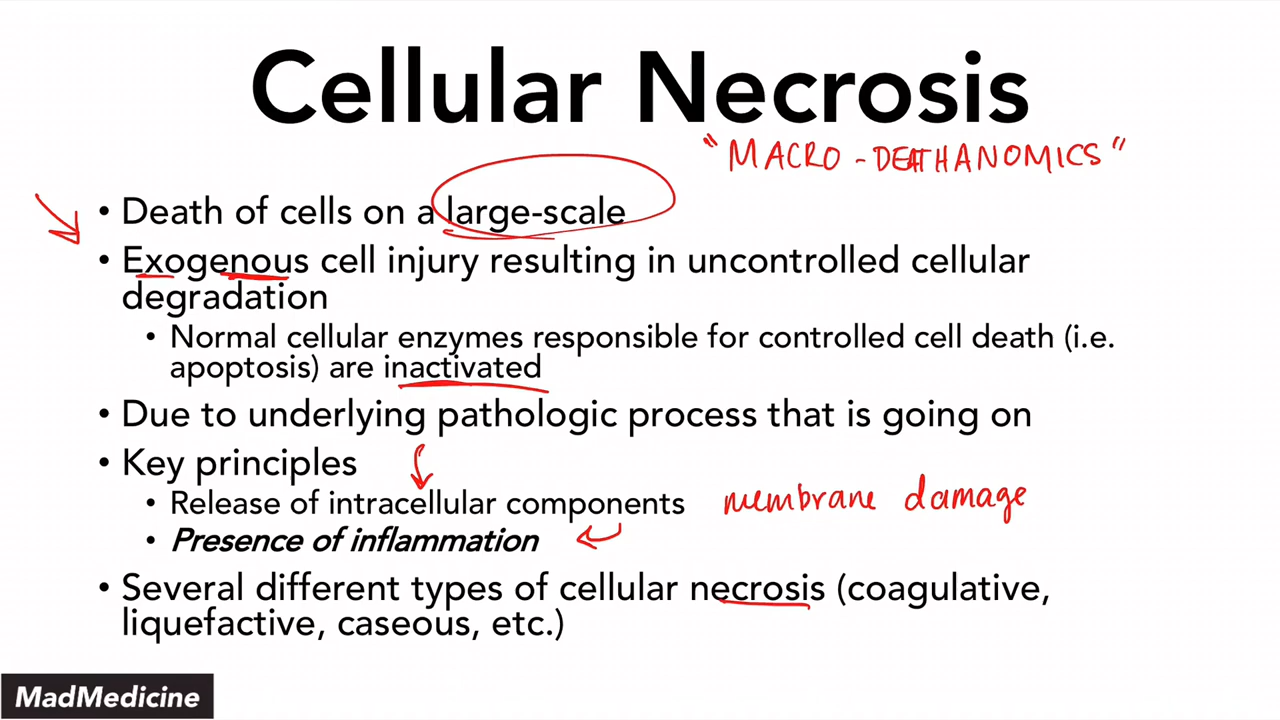 Cellular Necrosis
"MACRO-DEATHANOMICS"
• Death of cells on a large-scale
• Exogenous cell injury resulting in uncontrolled cellular
degradation
• Normal cellular enzymes responsible for controlled cell death (i.e.
apoptosis) are inactivated
• Due to underlying pathologic process that is going on
• Key principles
• Release of intracellular components membrane damage
• Presence of inflammation
• Several different types of cellular necrosis (coagulative,
liquefactive, caseous, etc.)
MadMedicine